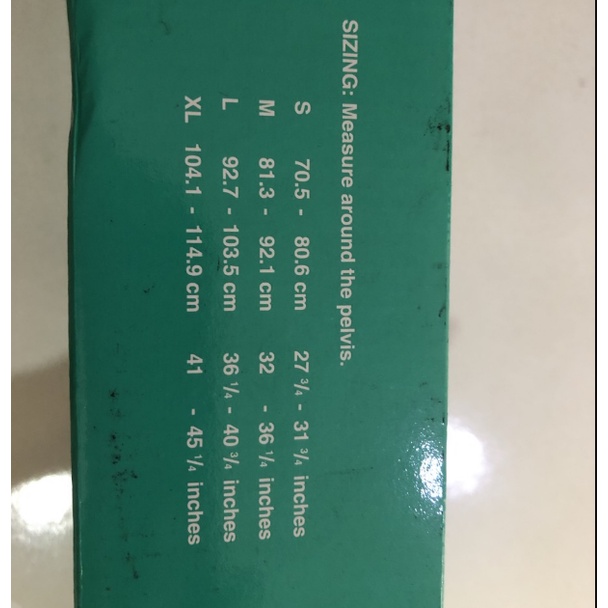 SIZING: Measure around the pelvis.
S 70.5 - 80.6 cm 27 3/4 - 31 3/4 inches
M 81.3 - 92.1 cm 32 - 36 1/4 inches
L 92.7 - 103.5 cm 36 1/4 - 40 3/4 inches
XL 104.1 - 114.9 cm 41 - 45 1/4 inches